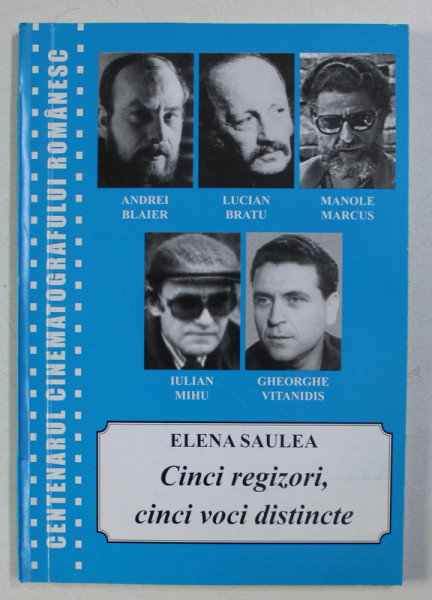 CENTENARUL CINEMATOGRAFULUI ROMÂNESC
ANDREI
BLAIER
LUCIAN
BRATU
MANOLE
MARCUS
IULIAN
MIHU
GHEORGHE
VITANIDIS
ELENA SAULEA
Cinci regizori,
cinci voci distincte